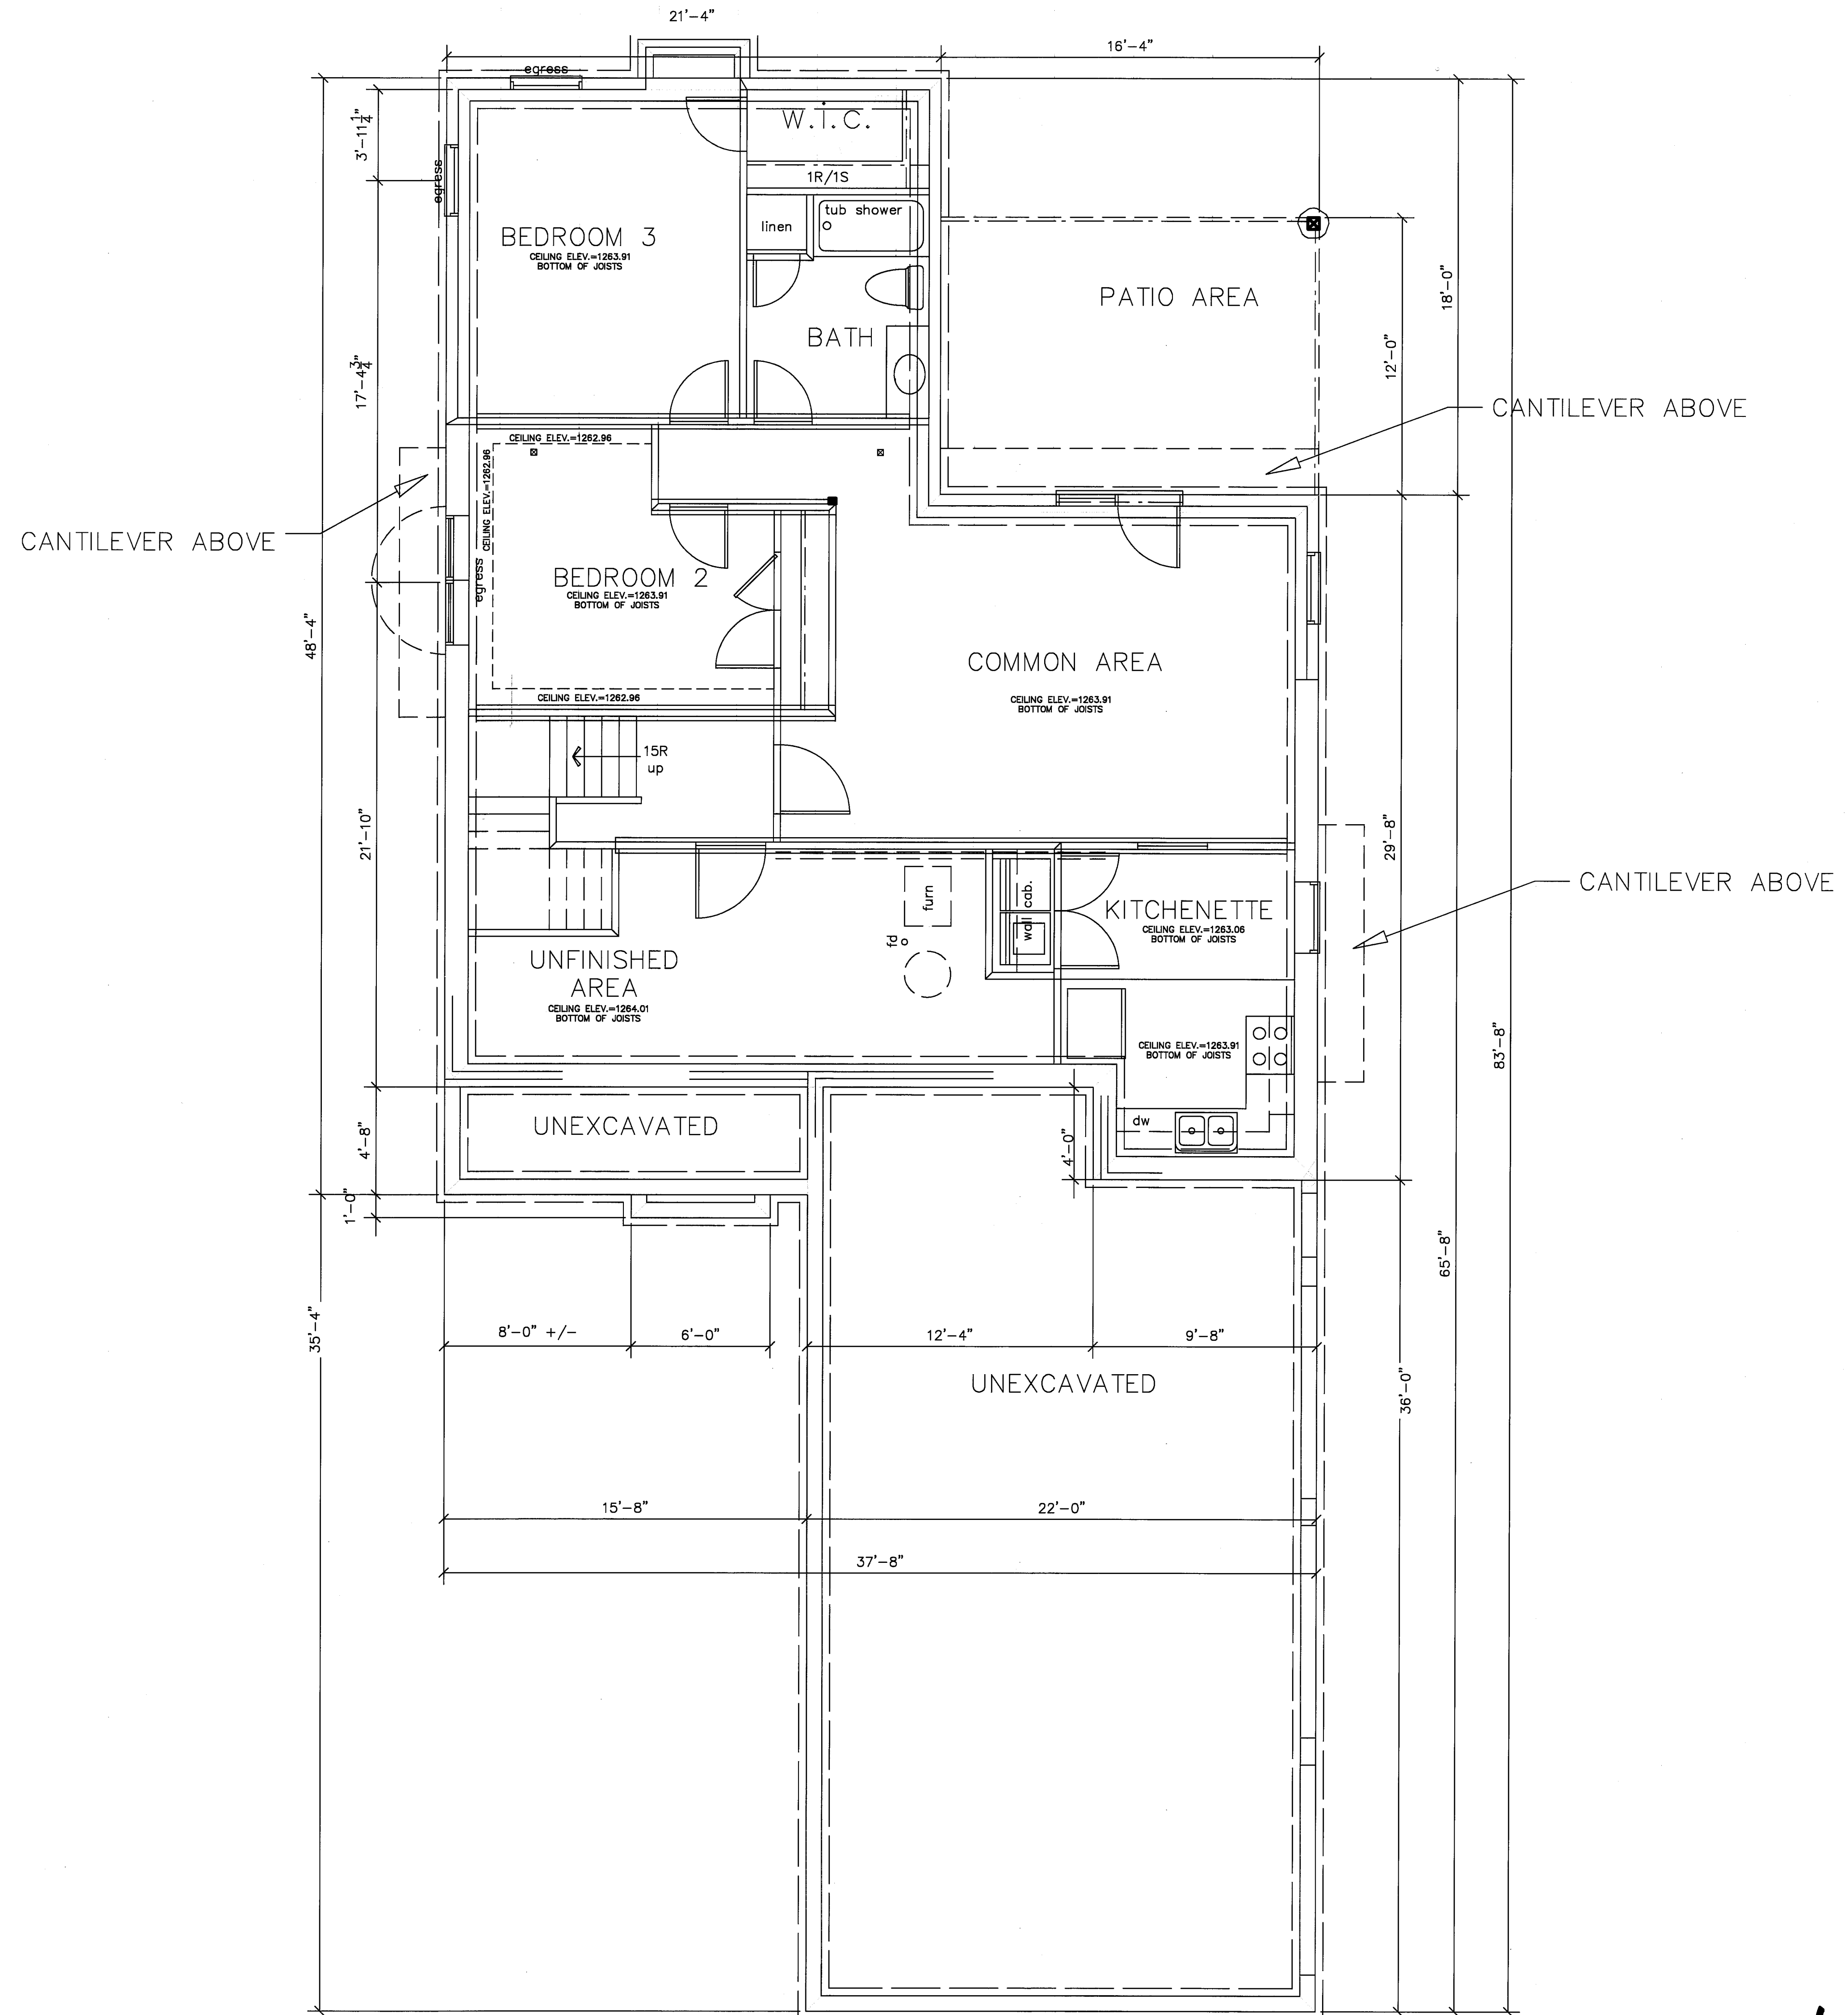 21'-4"
16'-4"
egress
3'-11 1/4"
egress
W.I.C.
1R/1S
linen
tub shower
BEDROOM 3
CEILING ELEV.=1263.91
BOTTOM OF JOISTS
BATH
PATIO AREA
18'-0"
12'-0"
17'-4 3/4"
CANTILEVER ABOVE
CEILING ELEV.=1262.96
CEILING ELEV.=1262.96
CANTILEVER ABOVE
egress
BEDROOM 2
CEILING ELEV.=1263.91
BOTTOM OF JOISTS
48'-4"
COMMON AREA
CEILING ELEV.=1263.91
BOTTOM OF JOISTS
CEILING ELEV.=1262.96
15R
up
21'-10"
29'-8"
CANTILEVER ABOVE
furn
wall cab.
KITCHENETTE
CEILING ELEV.=1263.06
BOTTOM OF JOISTS
fd
UNFINISHED
AREA
CEILING ELEV.=1264.01
BOTTOM OF JOISTS
CEILING ELEV.=1263.91
BOTTOM OF JOISTS
83'-8"
UNEXCAVATED
dw
4'-8"
4'-0"
1'-0"
65'-8"
35'-4"
8'-0" +/-
6'-0"
12'-4"
9'-8"
UNEXCAVATED
36'-0"
15'-8"
22'-0"
37'-8"